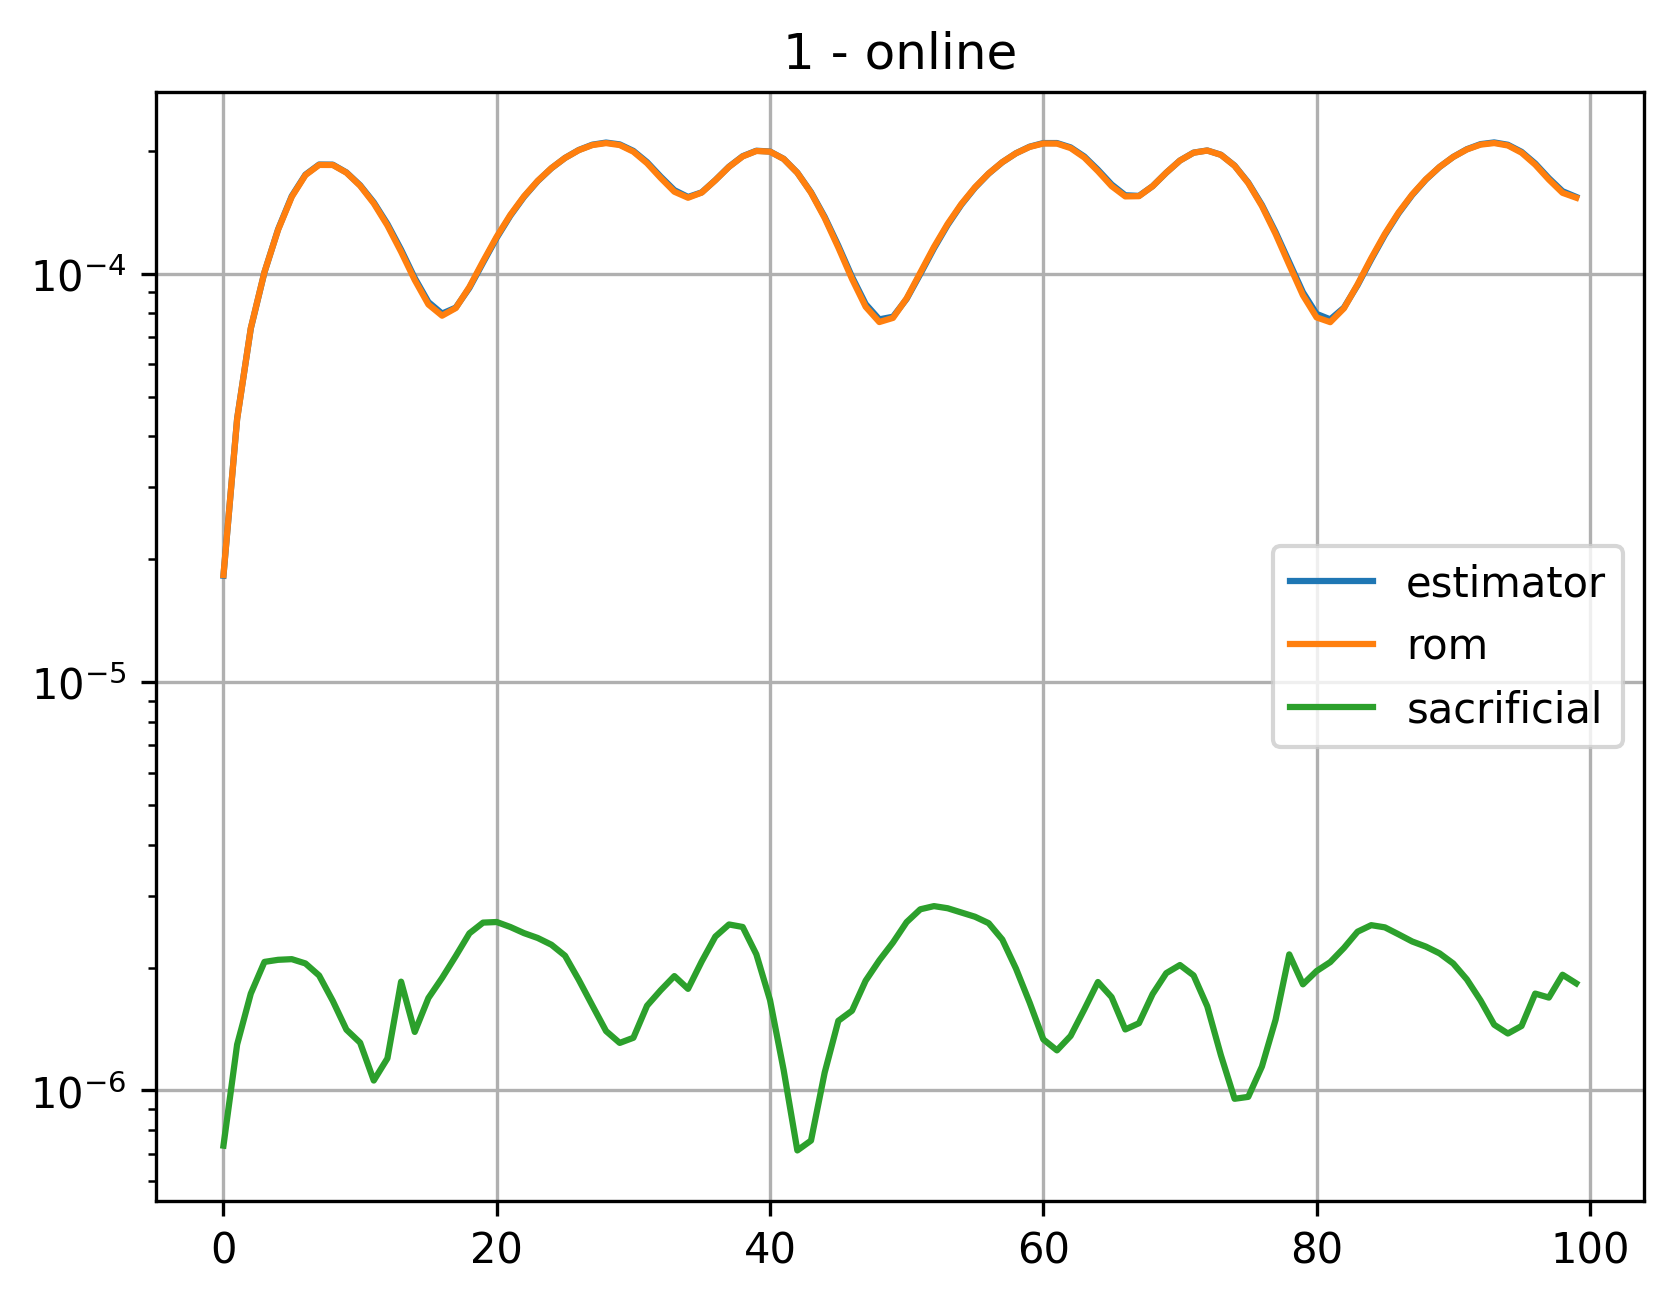 1 - online
10⁻⁴
10⁻⁵
10⁻⁶
estimator
rom
sacrificial
0 20 40 60 80 100